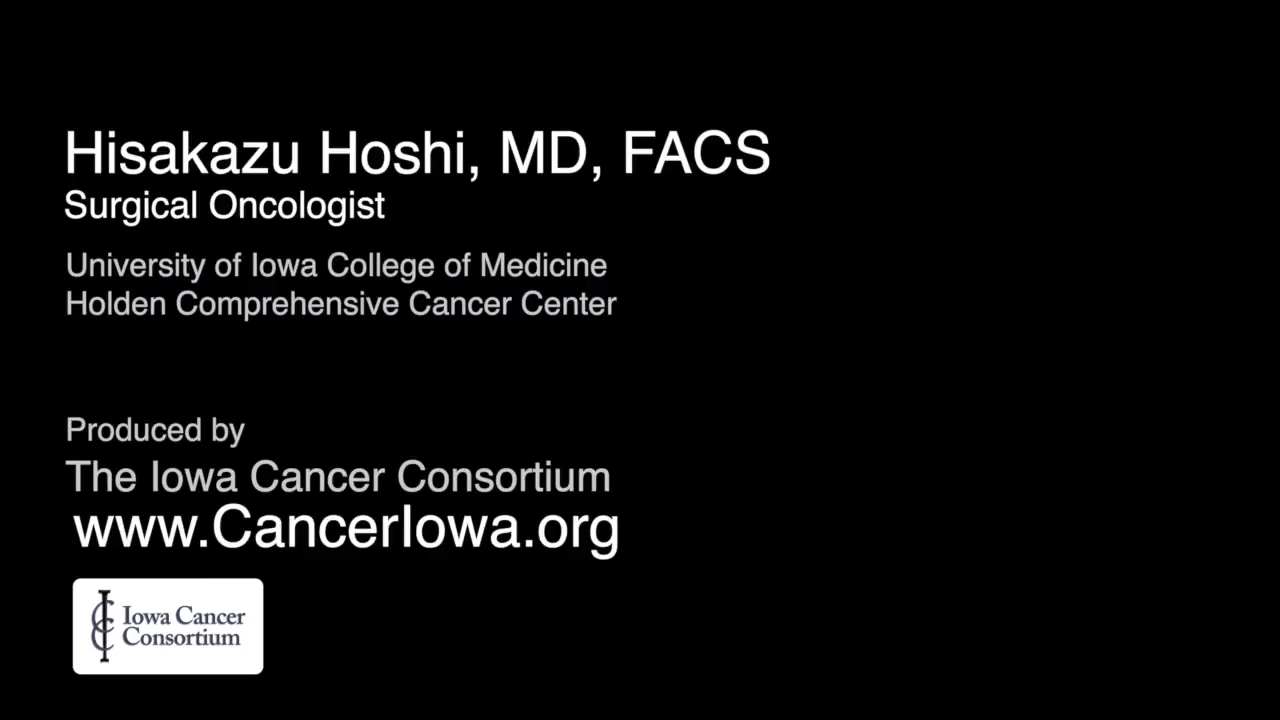 Hisakazu Hoshi, MD, FACS
Surgical Oncologist
University of Iowa College of Medicine
Holden Comprehensive Cancer Center
Produced by
The Iowa Cancer Consortium
www.CancerIowa.org
ICC
Iowa Cancer
Consortium